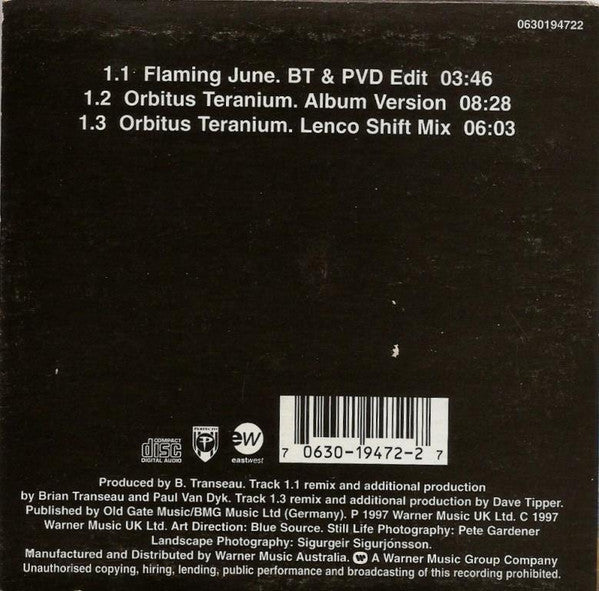 0630194722
1.1 Flaming June. BT & PVD Edit 03:46
1.2 Orbitus Teranium. Album Version 08:28
1.3 Orbitus Teranium. Lenco Shift Mix 06:03
COMPACT
disc
DIGITAL AUDIO
PERFECTO
ew
eastwest
7 0630-19472-2 7
Produced by B. Transeau. Track 1.1 remix and additional production
by Brian Transeau and Paul Van Dyk. Track 1.3 remix and additional production by Dave Tipper.
Published by Old Gate Music/BMG Music Ltd (Germany). P 1997 Warner Music UK Ltd. C 1997
Warner Music UK Ltd. Art Direction: Blue Source. Still Life Photography: Pete Gardener
Landscape Photography: Sigurgeir Sigurjónsson.
Manufactured and Distributed by Warner Music Australia. A Warner Music Group Company
Unauthorised copying, hiring, lending, public performance and broadcasting of this recording prohibited.